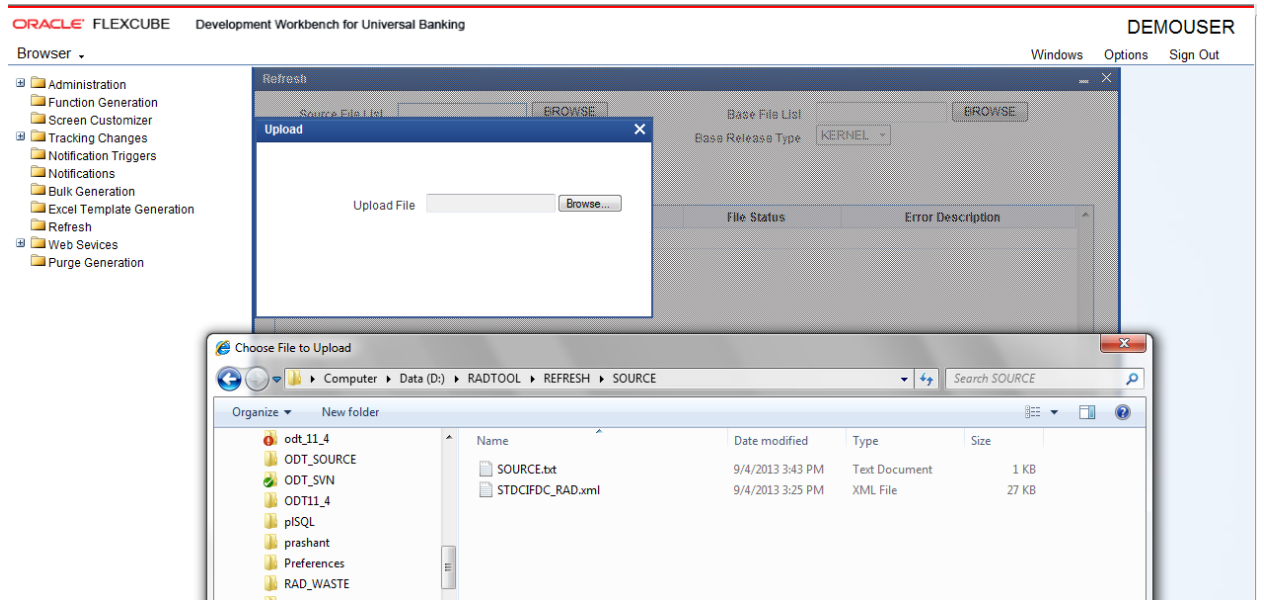 ORACLE® FLEXCUBE Development Workbench for Universal Banking
DEMOUSER
Browser
Windows Options Sign Out
Administration
Function Generation
Screen Customizer
Tracking Changes
Notification Triggers
Notifications
Bulk Generation
Excel Template Generation
Refresh
Web Sevices
Purge Generation
Refresh
Source File List BROWSE Base File List BROWSE
Base Release Type KERNEL
Upload
Upload File Browse...
File Status Error Description
Choose File to Upload
Computer Data (D:) RADTOOL REFRESH SOURCE
Search SOURCE
Organize New folder
odt_11_4
ODT_SOURCE
ODT_SVN
ODT11_4
plSQL
prashant
Preferences
RAD_WASTE
Name Date modified Type Size
SOURCE.txt 9/4/2013 3:43 PM Text Document 1 KB
STDCIFDC_RAD.xml 9/4/2013 3:25 PM XML File 27 KB